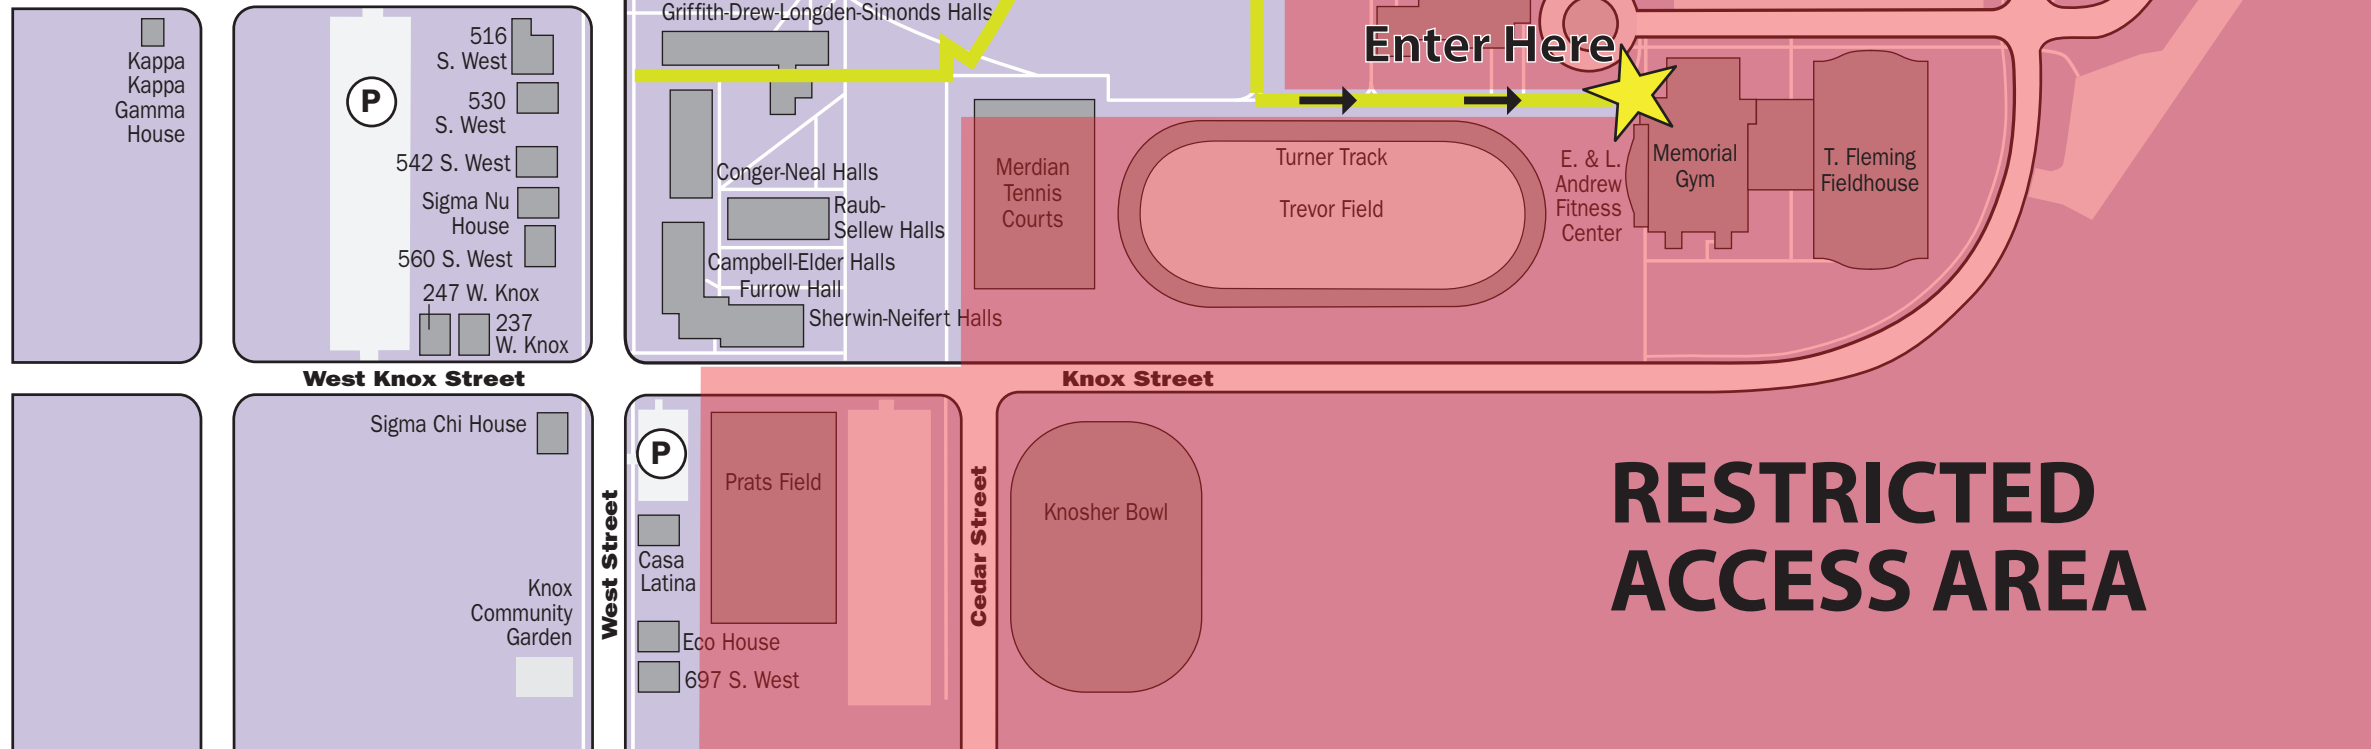 Griffith-Drew-Longden-Simonds Halls
Enter Here
Kappa
Kappa
Gamma
House
P
516
S. West
530
S. West
542 S. West
Sigma Nu
House
560 S. West
247 W. Knox
237
W. Knox
Conger-Neal Halls
Raub-
Sellew Halls
Campbell-Elder Halls
Furrow Hall
Sherwin-Neifert Halls
Merdian
Tennis
Courts
Turner Track
Trevor Field
E. & L.
Andrew
Fitness
Center
Memorial
Gym
T. Fleming
Fieldhouse
West Knox Street
Knox Street
Sigma Chi House
P
Prats Field
Knosher Bowl
West Street
Cedar Street
Casa
Latina
Knox
Community
Garden
Eco House
697 S. West
RESTRICTED
ACCESS AREA